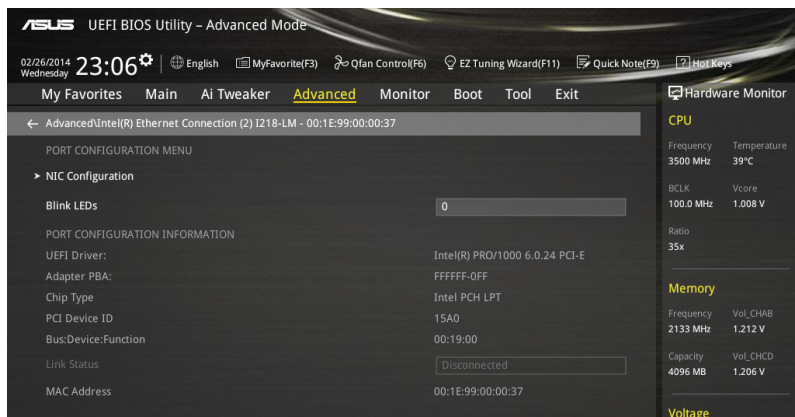 ASUS UEFI BIOS Utility – Advanced Mode
02/26/2014 Wednesday 23:06 English MyFavorite(F3) Qfan Control(F6) EZ Tuning Wizard(F11) Quick Note(F9) ? Hot Keys
My Favorites Main Ai Tweaker Advanced Monitor Boot Tool Exit
Hardware Monitor
← Advanced\Intel(R) Ethernet Connection (2) I218-LM - 00:1E:99:00:00:37
PORT CONFIGURATION MENU
> NIC Configuration
Blink LEDs 0
PORT CONFIGURATION INFORMATION
UEFI Driver: Intel(R) PRO/1000 6.0.24 PCI-E
Adapter PBA: FFFFFF-0FF
Chip Type Intel PCH LPT
PCI Device ID 15A0
Bus:Device:Function 00:19:00
Link Status Disconnected
MAC Address 00:1E:99:00:00:37
CPU
Frequency Temperature
3500 MHz 39°C
BCLK Vcore
100.0 MHz 1.008 V
Ratio
35x
Memory
Frequency Vol_CHAB
2133 MHz 1.212 V
Capacity Vol_CHCD
4096 MB 1.206 V
Voltage